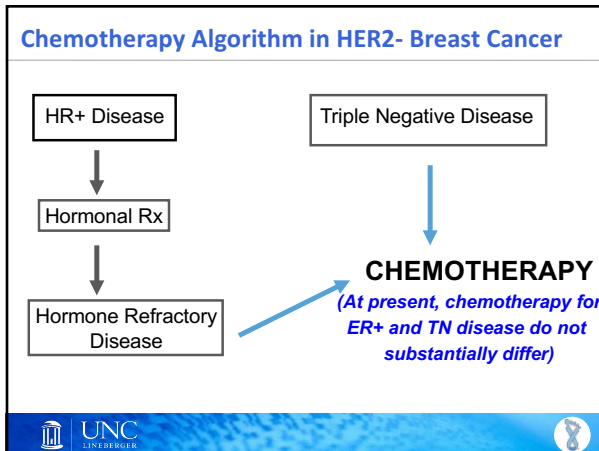 Chemotherapy Algorithm in HER2- Breast Cancer
HR+ Disease
Hormonal Rx
Hormone Refractory
Disease
Triple Negative Disease
CHEMOTHERAPY
(At present, chemotherapy for
ER+ and TN disease do not
substantially differ)
UNC
LINEBERGER